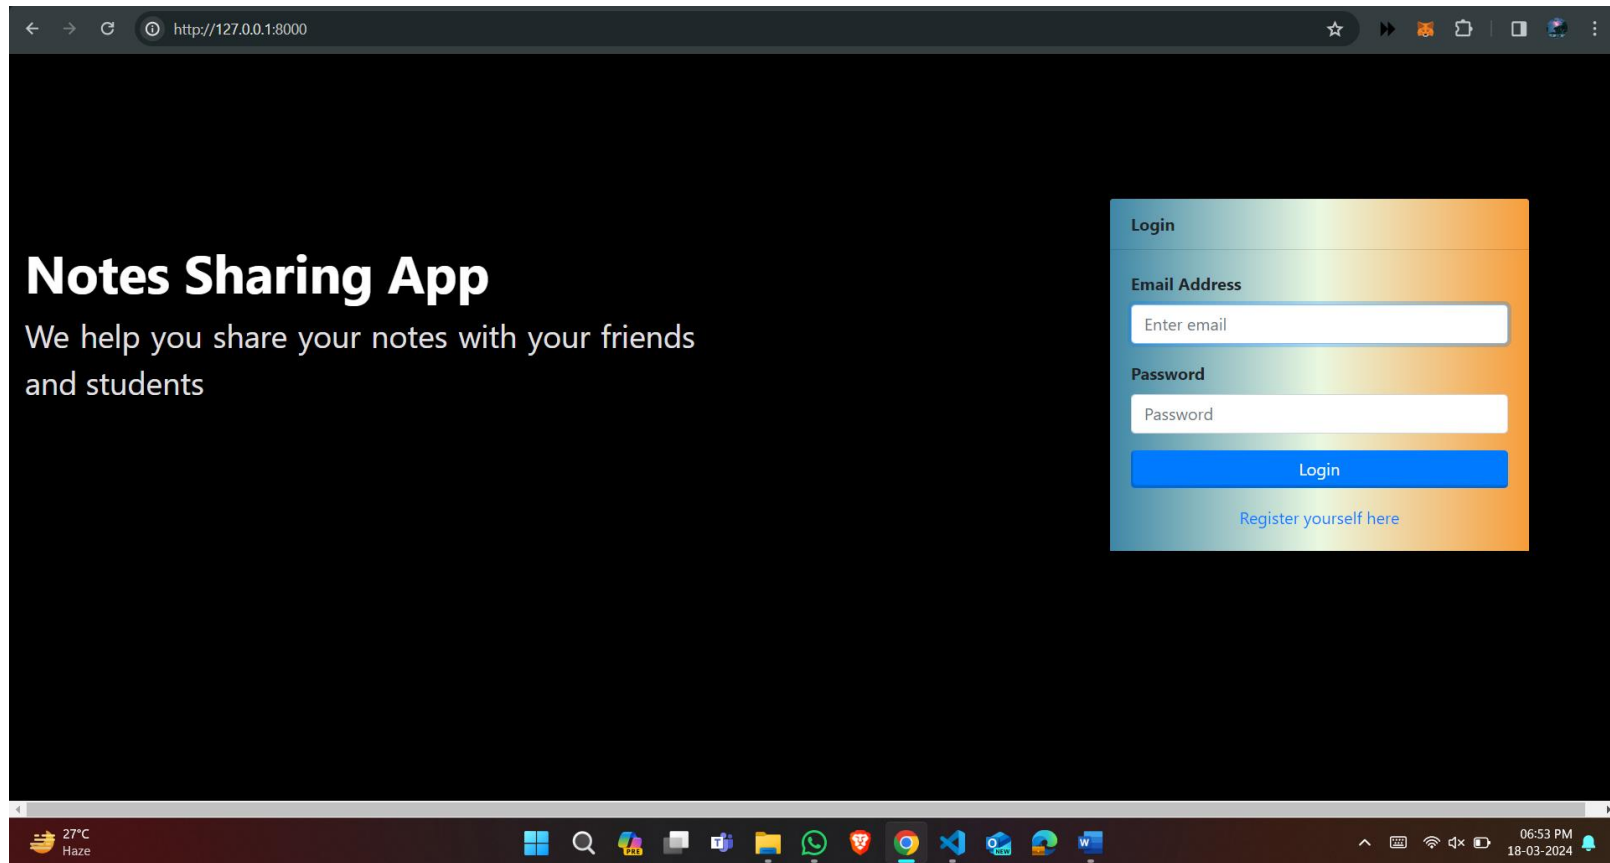 http://127.0.0.1:8000
Notes Sharing App
We help you share your notes with your friends
and students
Login
Email Address
Enter email
Password
Password
Login
Register yourself here
27°C
Haze
PRE
NEW
W
06:53 PM
18-03-2024